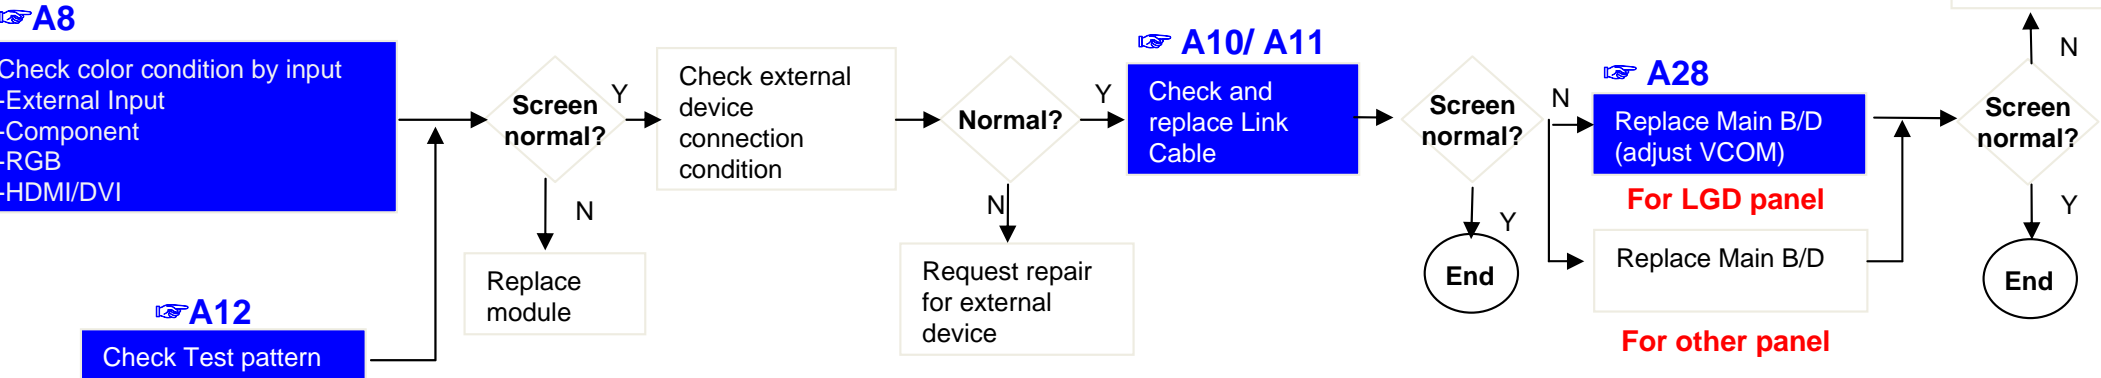 ☞A8
Check color condition by input
-External Input
-Component
-RGB
-HDMI/DVI
☞A12
Check Test pattern
Screen
normal?
Y
N
Replace
module
Check external
device
connection
condition
Normal?
Y
N
Request repair
for external
device
☞ A10/ A11
Check and
replace Link
Cable
Screen
normal?
N
Y
End
☞ A28
Replace Main B/D
(adjust VCOM)
For LGD panel
Replace Main B/D
For other panel
Screen
normal?
N
Y
End